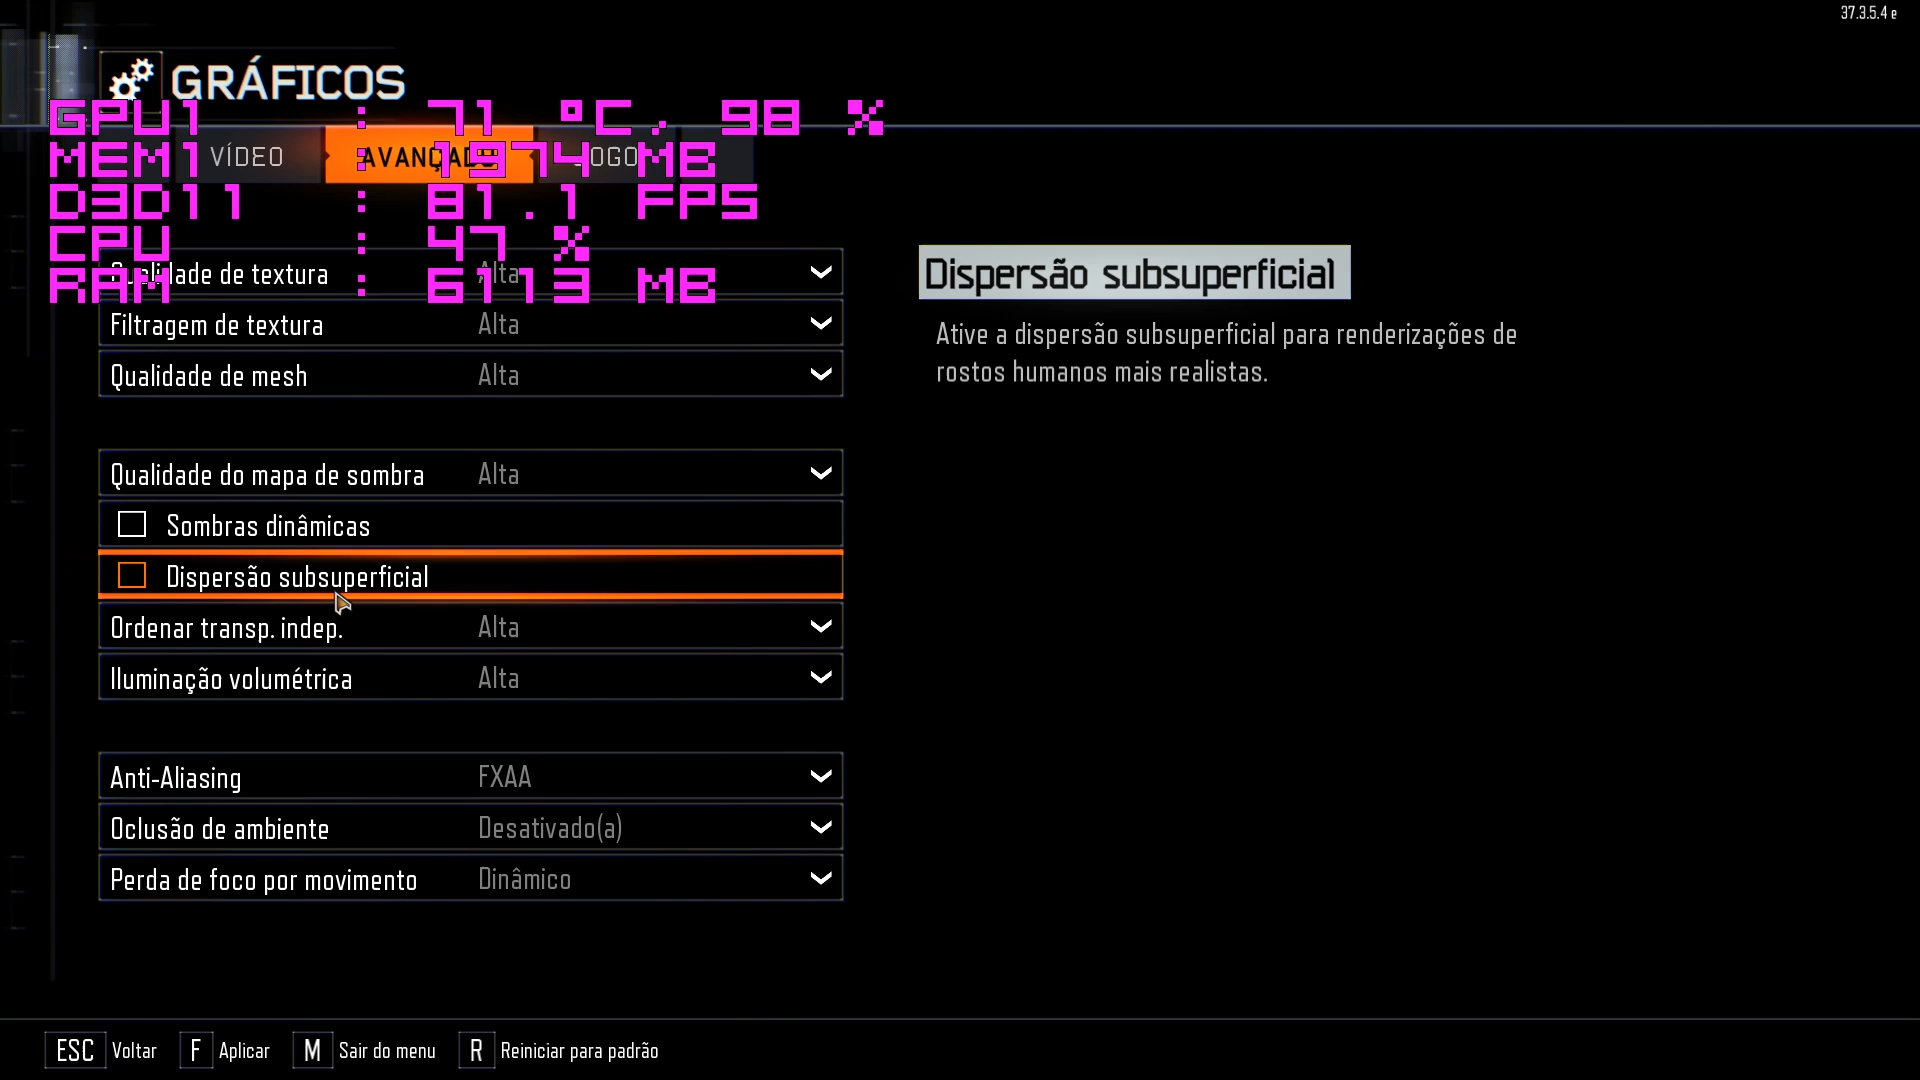 37.3.5.4 e
GRÁFICOS
GPU1 : 71 °C, 98 %
VÍDEO AVANÇADO JOGO
MEM1 : 1974 MB
D3D11 : 81.1 FPS
CPU : 47 %
Qualidade de textura Alta
RAM : 6113 MB
Filtragem de textura Alta
Qualidade de mesh Alta
Qualidade do mapa de sombra Alta
Sombras dinâmicas
Dispersão subsuperficial
Ordenar transp. indep. Alta
Iluminação volumétrica Alta
Anti-Aliasing FXAA
Oclusão de ambiente Desativado(a)
Perda de foco por movimento Dinâmico
Dispersão subsuperficial
Ative a dispersão subsuperficial para renderizações de
rostos humanos mais realistas.
ESC Voltar F Aplicar M Sair do menu R Reiniciar para padrão